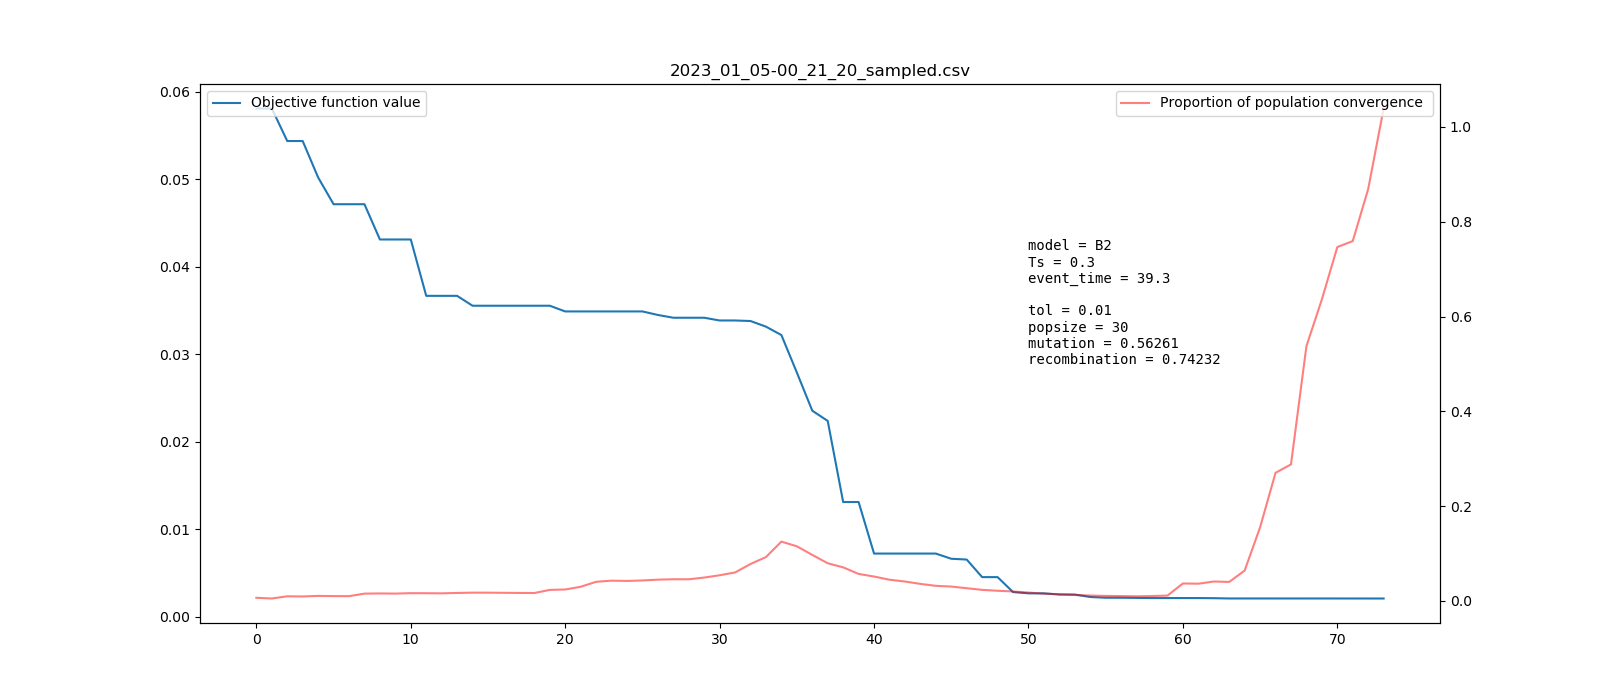 2023_01_05-00_21_20_sampled.csv
Objective function value
Proportion of population convergence
0.06
0.05
0.04
0.03
0.02
0.01
0.00
1.0
0.8
0.6
0.4
0.2
0.0
model = B2
Ts = 0.3
event_time = 39.3
tol = 0.01
popsize = 30
mutation = 0.56261
recombination = 0.74232
0 10 20 30 40 50 60 70